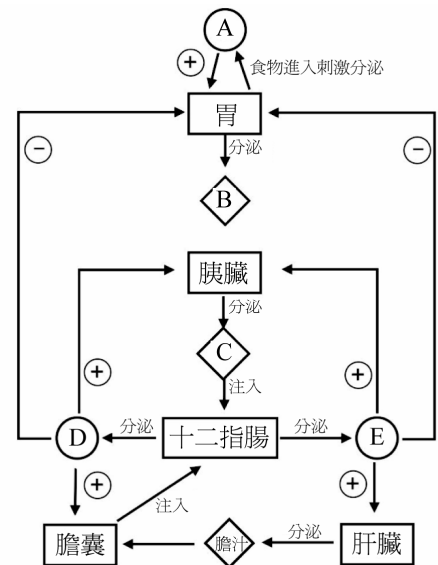 A
+
食物進入刺激分泌
胃
−
−
分泌
B
胰臟
分泌
C
+
+
注入
D
分泌
十二指腸
分泌
E
+
+
注入
膽囊
膽汁
分泌
肝臟